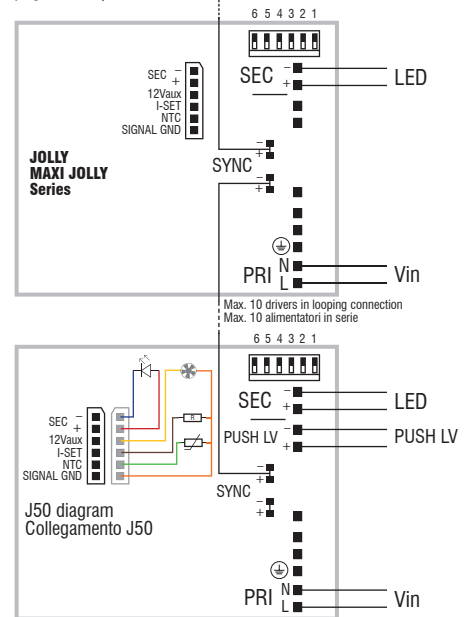 6 5 4 3 2 1
SEC −
+
12Vaux
I-SET
NTC
SIGNAL GND
SEC − LED
+
JOLLY
MAXI JOLLY
Series
−
+
SYNC
−
+
PRI N Vin
L
Max. 10 drivers in looping connection
Max. 10 alimentatori in serie
6 5 4 3 2 1
SEC −
+
12Vaux
I-SET
NTC
SIGNAL GND
R
SEC − LED
+
PUSH LV − PUSH LV
+
−
+
SYNC
−
+
J50 diagram
Collegamento J50
PRI N Vin
L